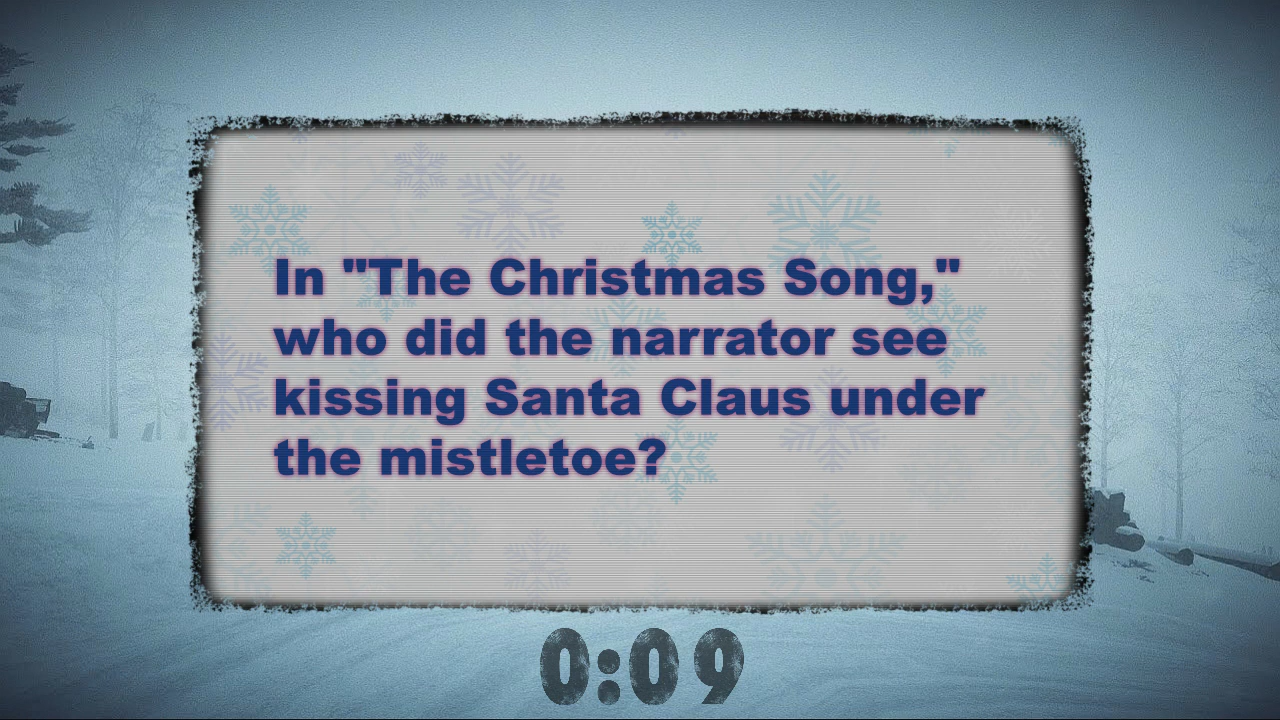 In "The Christmas Song,"
who did the narrator see
kissing Santa Claus under
the mistletoe?
0:09